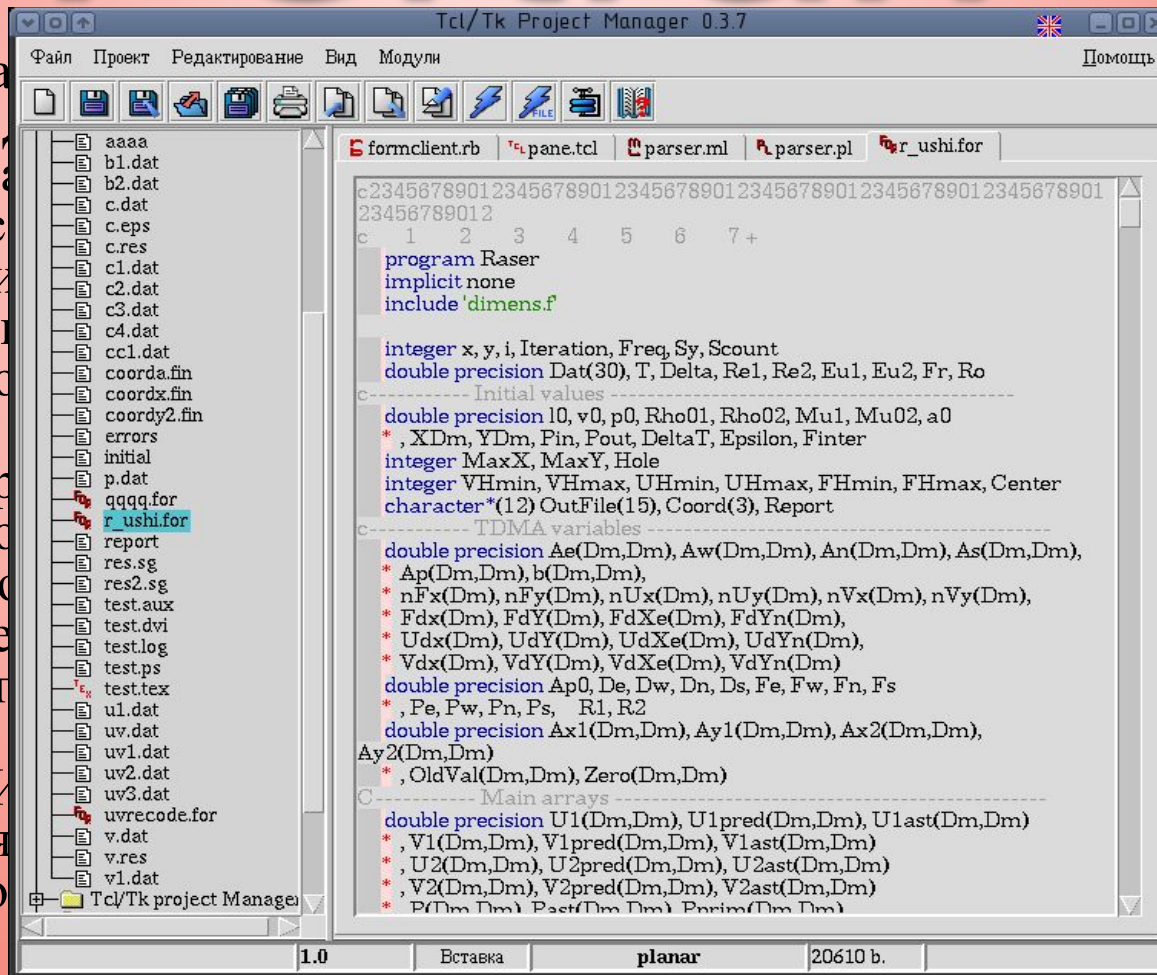 Tcl/Tk Project Manager 0.3.7
Файл Проект Редактирование Вид Модули Помощь
FILE
aaaa
b1.dat
b2.dat
c.dat
c.eps
c.res
c1.dat
c2.dat
c3.dat
c4.dat
cc1.dat
coorda.fin
coordx.fin
coordy2.fin
errors
initial
p.dat
qqqq.for
r_ushi.for
report
res.sg
res2.sg
test.aux
test.dvi
test.log
test.ps
test.tex
u1.dat
uv.dat
uv1.dat
uv2.dat
uv3.dat
uvrecode.for
v.dat
v.res
v1.dat
Tcl/Tk project Manager
formclient.rb pane.tcl parser.ml parser.pl r_ushi.for
c234567890123456789012345678901234567890123456789012345678901
23456789012
c 1 2 3 4 5 6 7 +
program Raser
implicit none
include 'dimens.f'
integer x, y, i, Iteration, Freq, Sy, Scount
double precision Dat(30), T, Delta, Re1, Re2, Eu1, Eu2, Fr, Ro
c----------- Initial values ---------------------------------------------
double precision l0, v0, p0, Rho01, Rho02, Mu1, Mu02, a0
* , XDm, YDm, Pin, Pout, DeltaT, Epsilon, Finter
integer MaxX, MaxY, Hole
integer VHmin, VHmax, UHmin, UHmax, FHmin, FHmax, Center
character*(12) OutFile(15), Coord(3), Report
c----------- TDMA variables ---------------------------------------------
double precision Ae(Dm,Dm), Aw(Dm,Dm), An(Dm,Dm), As(Dm,Dm),
* Ap(Dm,Dm), b(Dm,Dm),
* nFx(Dm), nFy(Dm), nUx(Dm), nUy(Dm), nVx(Dm), nVy(Dm),
* Fdx(Dm), FdY(Dm), FdXe(Dm), FdYn(Dm),
* Udx(Dm), UdY(Dm), UdXe(Dm), UdYn(Dm),
* Vdx(Dm), VdY(Dm), VdXe(Dm), VdYn(Dm)
double precision Ap0, De, Dw, Dn, Ds, Fe, Fw, Fn, Fs
* , Pe, Pw, Pn, Ps, R1, R2
double precision Ax1(Dm,Dm), Ay1(Dm,Dm), Ax2(Dm,Dm),
Ay2(Dm,Dm)
* , OldVal(Dm,Dm), Zero(Dm,Dm)
C----------- Main arrays ------------------------------------------------
double precision U1(Dm,Dm), U1pred(Dm,Dm), U1ast(Dm,Dm)
* , V1(Dm,Dm), V1pred(Dm,Dm), V1ast(Dm,Dm)
* , U2(Dm,Dm), U2pred(Dm,Dm), U2ast(Dm,Dm)
* , V2(Dm,Dm), V2pred(Dm,Dm), V2ast(Dm,Dm)
* P(Dm,Dm), Past(Dm,Dm), Pprim(Dm,Dm)
1.0 Вставка planar 20610 b.